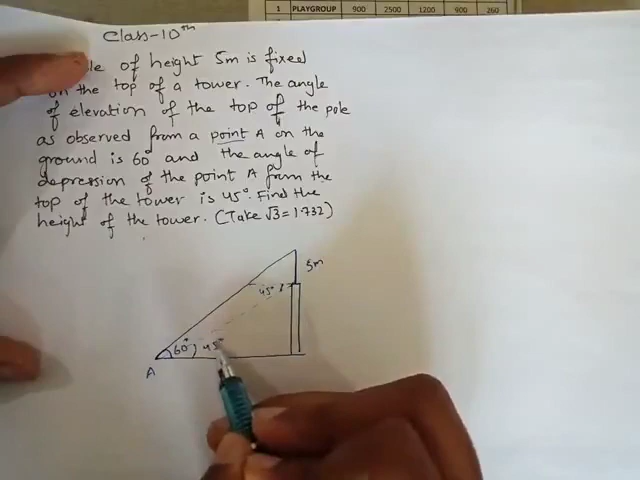 1 PLAYGROUP 900 2500 1200 900 260
Class-10th
of height 5m is fixed
on the top of a tower. The angle
of elevation of the top of the pole
as observed from a point A on the
ground is 60° and the angle of
depression of the point A from the
top of the tower is 45°. Find the
height of the tower. (Take √3 = 1.732)
5m
45°
60° 45°
A